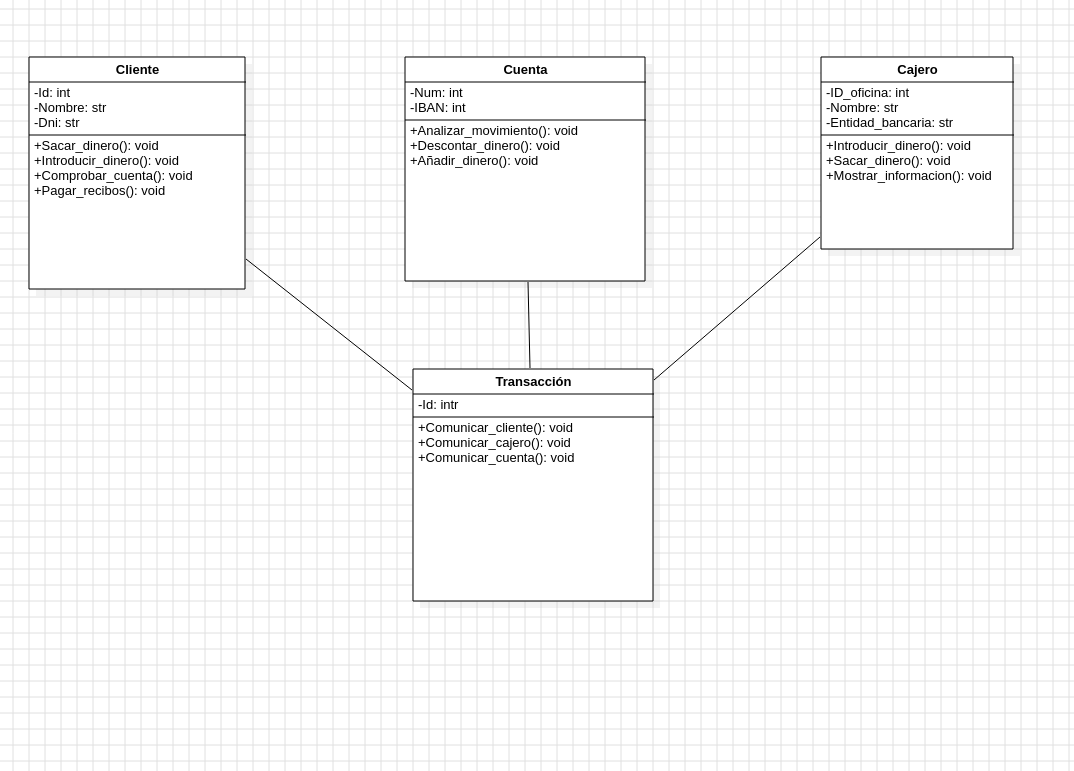 Cliente
-Id: int
-Nombre: str
-Dni: str
+Sacar_dinero(): void
+Introducir_dinero(): void
+Comprobar_cuenta(): void
+Pagar_recibos(): void
Cuenta
-Num: int
-IBAN: int
+Analizar_movimiento(): void
+Descontar_dinero(): void
+Añadir_dinero(): void
Cajero
-ID_oficina: int
-Nombre: str
-Entidad_bancaria: str
+Introducir_dinero(): void
+Sacar_dinero(): void
+Mostrar_informacion(): void
Transacción
-Id: intr
+Comunicar_cliente(): void
+Comunicar_cajero(): void
+Comunicar_cuenta(): void